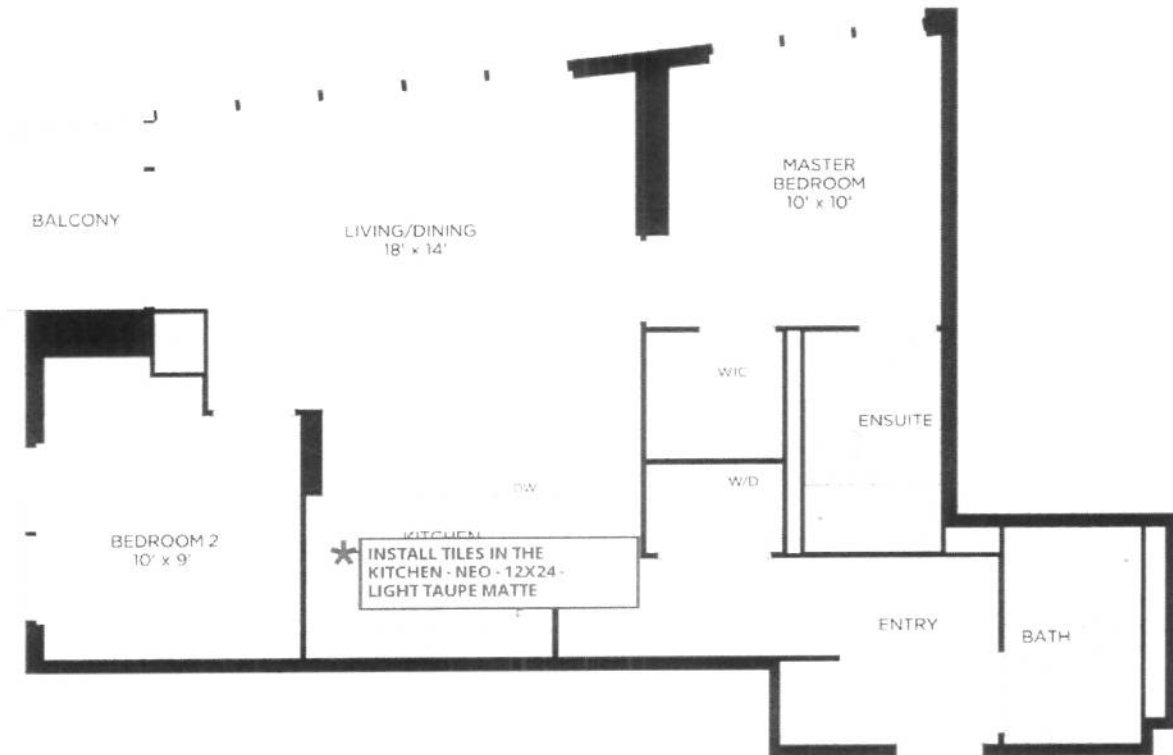 MASTER
BEDROOM
10' x 10'
BALCONY
LIVING/DINING
18' x 14'
WIC
ENSUITE
W/D
DW
KITCHEN
BEDROOM 2
10' x 9'
* INSTALL TILES IN THE
KITCHEN - NEO - 12X24 -
LIGHT TAUPE MATTE
F
ENTRY
BATH